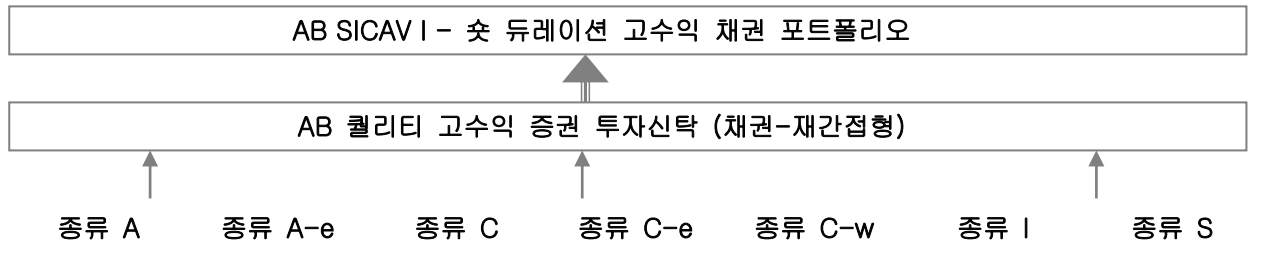 AB SICAV I - 숏 듀레이션 고수익 채권 포트폴리오
AB 퀄리티 고수익 증권 투자신탁 (채권-재간접형)
종류 A 종류 A-e 종류 C 종류 C-e 종류 C-w 종류 I 종류 S